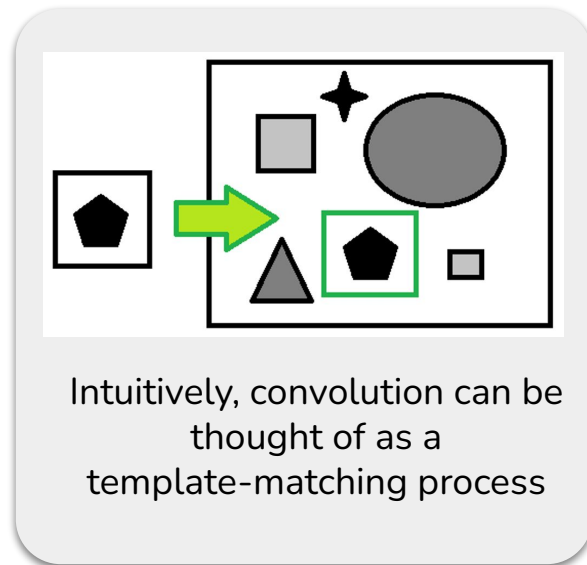 Intuitively, convolution can be
thought of as a
template-matching process